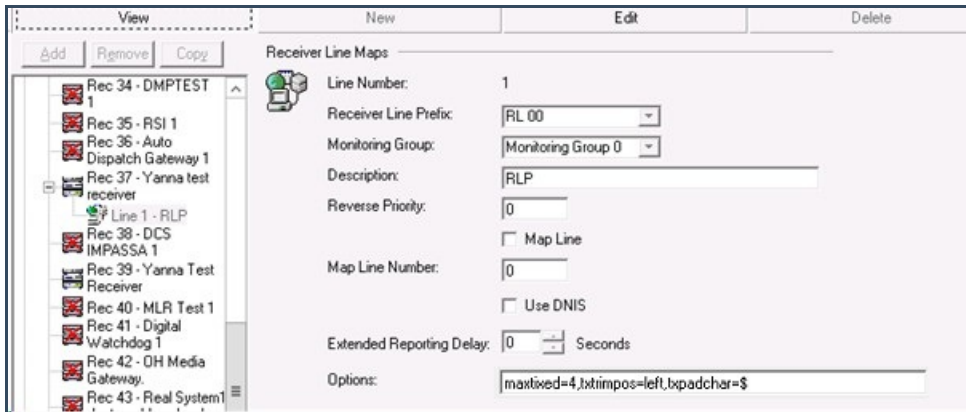 View New Edit Delete
Add Remove Copy
Rec 34 - DMPTEST
1
Rec 35 - RSI 1
Rec 36 - Auto
Dispatch Gateway 1
Rec 37 - Yanna test
receiver
Line 1 - RLP
Rec 38 - DCS
IMPASSA 1
Rec 39 - Yanna Test
Receiver
Rec 40 - MLR Test 1
Rec 41 - Digital
Watchdog 1
Rec 42 - OH Media
Gateway.
Rec 43 - Real System1
Receiver Line Maps
Line Number: 1
Receiver Line Prefix: RL 00
Monitoring Group: Monitoring Group 0
Description: RLP
Reverse Priority: 0
Map Line
Map Line Number: 0
Use DNIS
Extended Reporting Delay: 0 Seconds
Options: maxtixed=4,txtrimpos=left,txpadchar=$